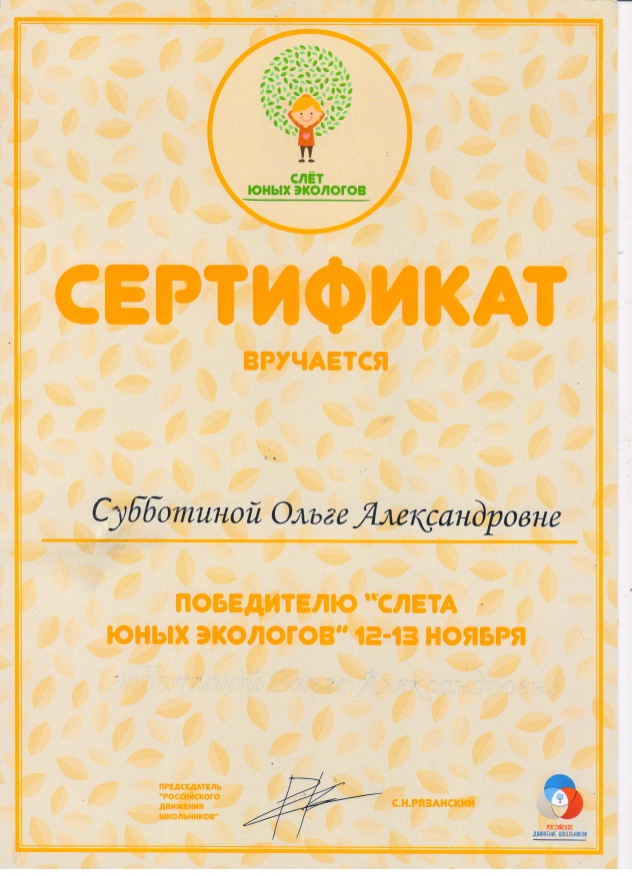 СЛЁТ
ЮНЫХ ЭКОЛОГОВ
СЕРТИФИКАТ
ВРУЧАЕТСЯ
Субботиной Ольге Александровне
ПОБЕДИТЕЛЮ "СЛЕТА
ЮНЫХ ЭКОЛОГОВ" 12-13 НОЯБРЯ
Субботиной Ольге Александровне
ПРЕДСЕДАТЕЛЬ
"РОССИЙСКОГО
ДВИЖЕНИЯ
ШКОЛЬНИКОВ"
С.Н.РЯЗАНСКИЙ
РОССИЙСКОЕ
ДВИЖЕНИЕ ШКОЛЬНИКОВ